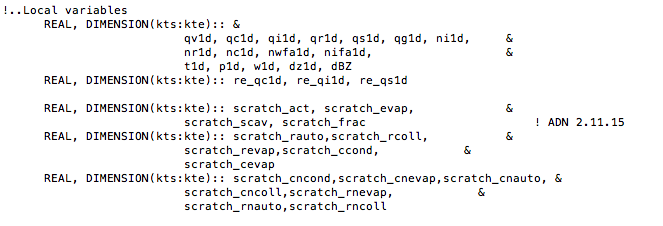 !..Local variables
REAL, DIMENSION(kts:kte):: &
qv1d, qc1d, qi1d, qr1d, qs1d, qg1d, ni1d, &
nr1d, nc1d, nwfa1d, nifa1d, &
t1d, p1d, w1d, dz1d, dBZ
REAL, DIMENSION(kts:kte):: re_qc1d, re_qi1d, re_qs1d
REAL, DIMENSION(kts:kte):: scratch_act, scratch_evap, &
scratch_scav, scratch_frac ! ADN 2.11.15
REAL, DIMENSION(kts:kte):: scratch_rauto,scratch_rcoll, &
scratch_revap,scratch_ccond, &
scratch_cevap
REAL, DIMENSION(kts:kte):: scratch_cncond,scratch_cnevap,scratch_cnauto, &
scratch_cncoll,scratch_rnevap, &
scratch_rnauto,scratch_rncoll